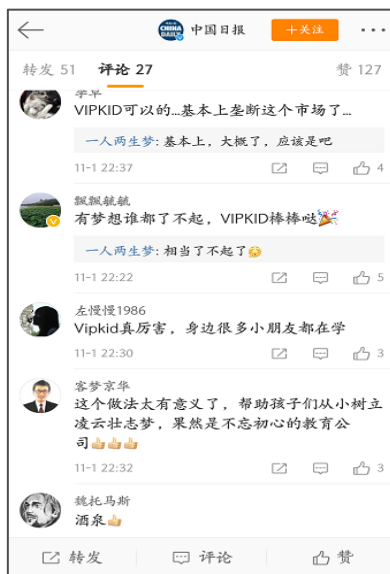 CHINA DAILY 中国日报 +关注
转发 51 评论 27 赞 127
李卓
VIPKID可以的...基本上垄断这个市场了...
一人两生梦: 基本上，大概了，应该是吧
11-1 22:37 4
飘飘毓毓
有梦想谁都了不起，VIPKID棒棒哒🎉
一人两生梦: 相当了不起了😏
11-1 22:22 5
左慢慢1986
Vipkid真厉害，身边很多小朋友都在学
11-1 22:30 3
客梦京华
这个做法太有意义了，帮助孩子们从小树立
凌云壮志梦，果然是不忘初心的教育公
司👍👍👍
11-1 22:32 3
魏托马斯
酒泉👍
转发 评论 赞